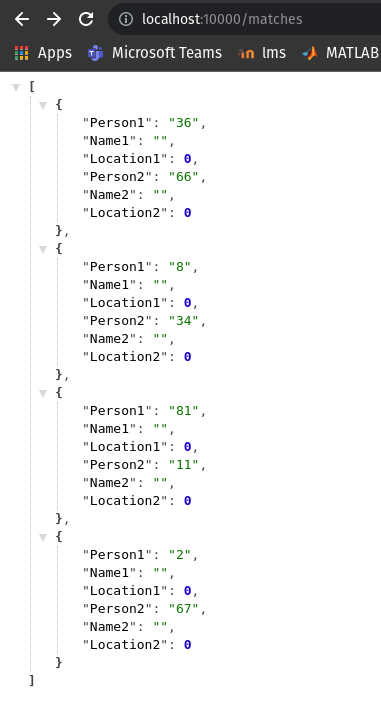 localhost:10000/matches
Apps Microsoft Teams lms MATLAB
[
{
"Person1": "36",
"Name1": "",
"Location1": 0,
"Person2": "66",
"Name2": "",
"Location2": 0
},
{
"Person1": "8",
"Name1": "",
"Location1": 0,
"Person2": "34",
"Name2": "",
"Location2": 0
},
{
"Person1": "81",
"Name1": "",
"Location1": 0,
"Person2": "11",
"Name2": "",
"Location2": 0
},
{
"Person1": "2",
"Name1": "",
"Location1": 0,
"Person2": "67",
"Name2": "",
"Location2": 0
}
]